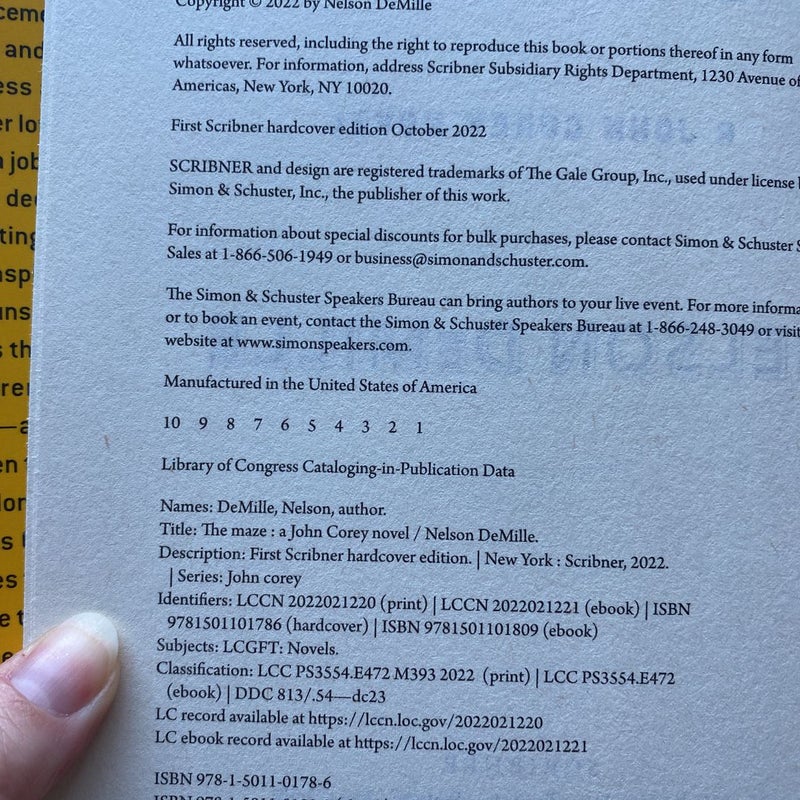 Copyright © 2022 by Nelson DeMille
All rights reserved, including the right to reproduce this book or portions thereof in any form
whatsoever. For information, address Scribner Subsidiary Rights Department, 1230 Avenue of
Americas, New York, NY 10020.
First Scribner hardcover edition October 2022
SCRIBNER and design are registered trademarks of The Gale Group, Inc., used under license
Simon & Schuster, Inc., the publisher of this work.
For information about special discounts for bulk purchases, please contact Simon & Schuster
Sales at 1-866-506-1949 or business@simonandschuster.com.
The Simon & Schuster Speakers Bureau can bring authors to your live event. For more informa
or to book an event, contact the Simon & Schuster Speakers Bureau at 1-866-248-3049 or visit
website at www.simonspeakers.com.
Manufactured in the United States of America
10 9 8 7 6 5 4 3 2 1
Library of Congress Cataloging-in-Publication Data
Names: DeMille, Nelson, author.
Title: The maze : a John Corey novel / Nelson DeMille.
Description: First Scribner hardcover edition. | New York : Scribner, 2022.
| Series: John corey
Identifiers: LCCN 2022021220 (print) | LCCN 2022021221 (ebook) | ISBN
9781501101786 (hardcover) | ISBN 9781501101809 (ebook)
Subjects: LCGFT: Novels.
Classification: LCC PS3554.E472 M393 2022 (print) | LCC PS3554.E472
(ebook) | DDC 813/.54—dc23
LC record available at https://lccn.loc.gov/2022021220
LC ebook record available at https://lccn.loc.gov/2022021221
ISBN 978-1-5011-0178-6